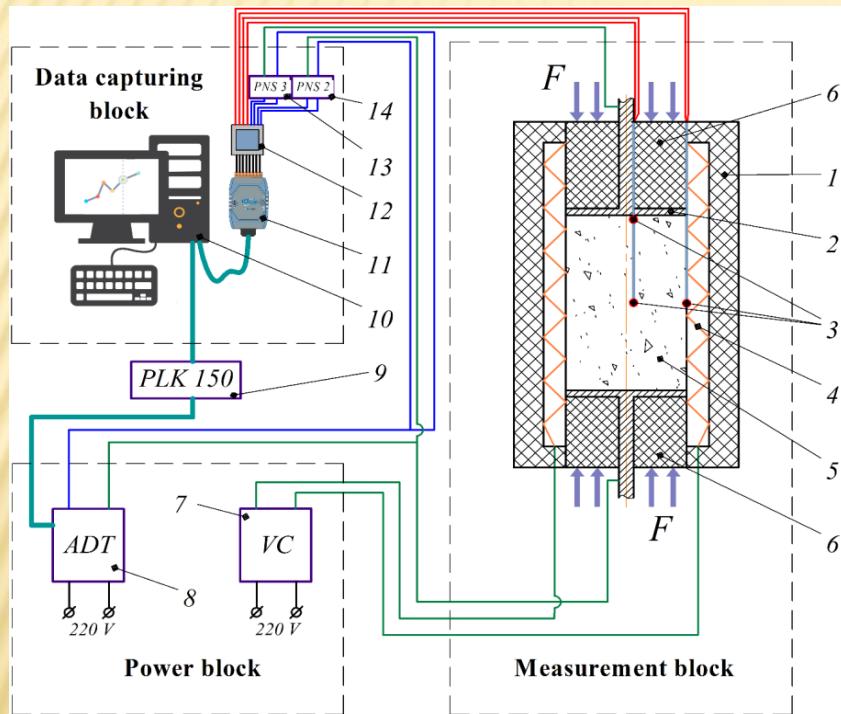 Data capturing
block
PNS 3
PNS 2
14
13
12
11
10
PLK 150
9
7
ADT
VC
8
220 V
220 V
Power block
F
6
1
2
3
4
5
6
F
Measurement block